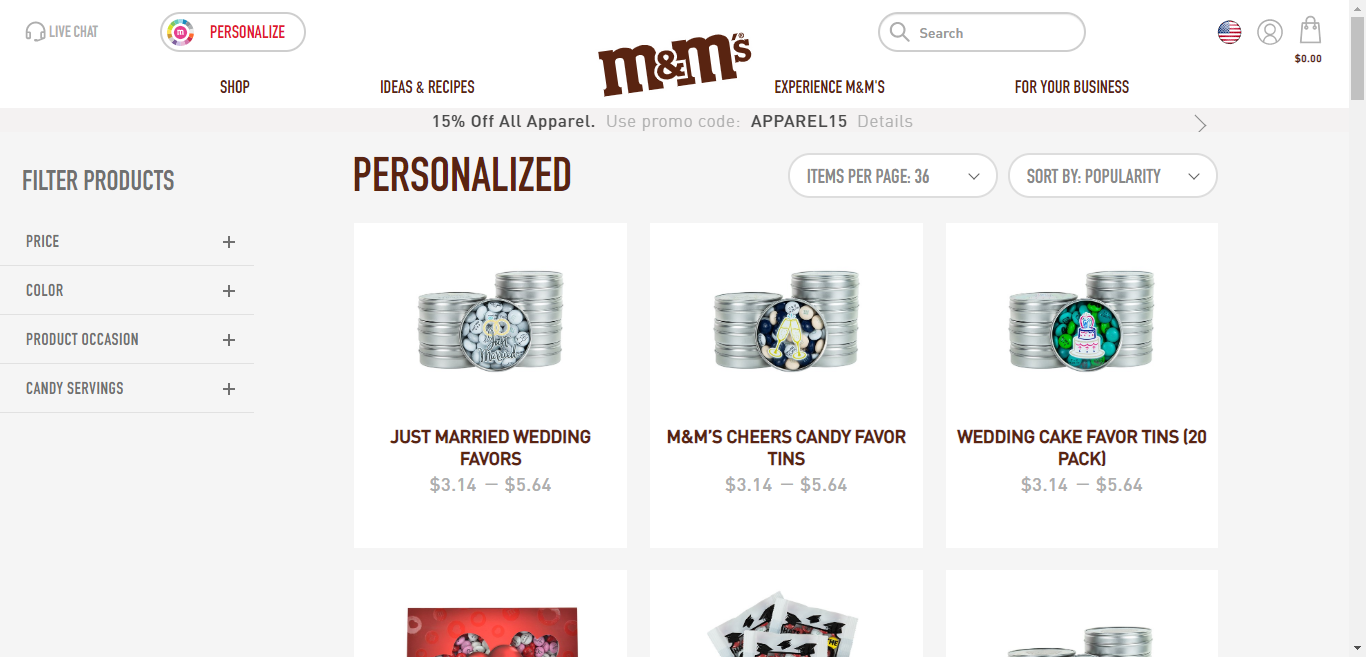 LIVE CHAT
m
PERSONALIZE
m&m's®
Search
$0.00
SHOP
IDEAS & RECIPES
EXPERIENCE M&M'S
FOR YOUR BUSINESS
15% Off All Apparel. Use promo code: APPAREL15 Details
FILTER PRODUCTS
PERSONALIZED
ITEMS PER PAGE: 36
SORT BY: POPULARITY
PRICE
COLOR
PRODUCT OCCASION
CANDY SERVINGS
Just
Married
JUST MARRIED WEDDING
FAVORS
$3.14 — $5.64
M&M’S CHEERS CANDY FAVOR
TINS
$3.14 — $5.64
WEDDING CAKE FAVOR TINS (20
PACK)
$3.14 — $5.64